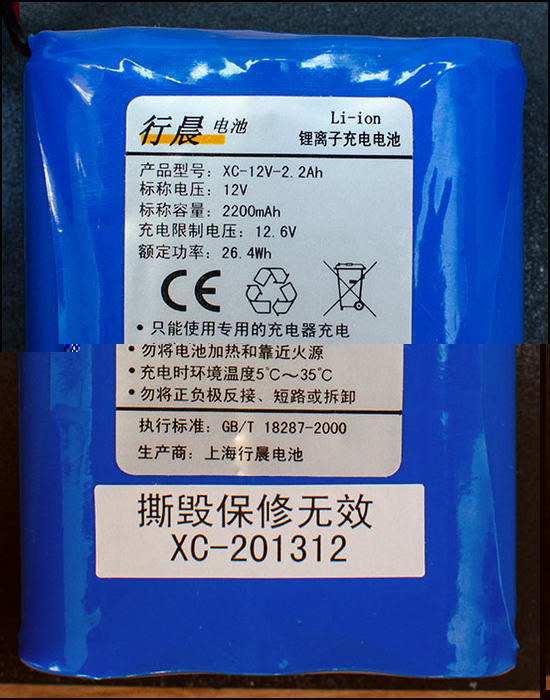 行晨 电池
Li-ion
锂离子充电电池
产品型号: XC-12V-2.2Ah
标称电压: 12V
标称容量: 2200mAh
充电限制电压: 12.6V
额定功率: 26.4Wh
CE
• 只能使用专用的充电器充电
• 勿将电池加热和靠近火源
• 充电时环境温度5℃～35℃
• 勿将正负极反接、短路或拆卸
执行标准: GB/T 18287-2000
生产商: 上海行晨电池
撕毁保修无效
XC-201312